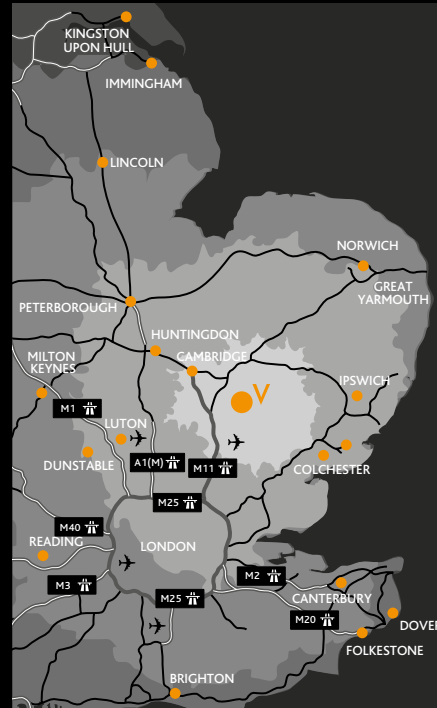 KINGSTON
UPON HULL
IMMINGHAM
LINCOLN
NORWICH
GREAT
YARMOUTH
PETERBOROUGH
HUNTINGDON
CAMBRIDGE
MILTON
KEYNES
V
IPSWICH
M1
LUTON
A1(M)
M11
DUNSTABLE
COLCHESTER
M25
M40
READING
LONDON
M3
M2
M25
CANTERBURY
M20
DOVER
FOLKESTONE
BRIGHTON